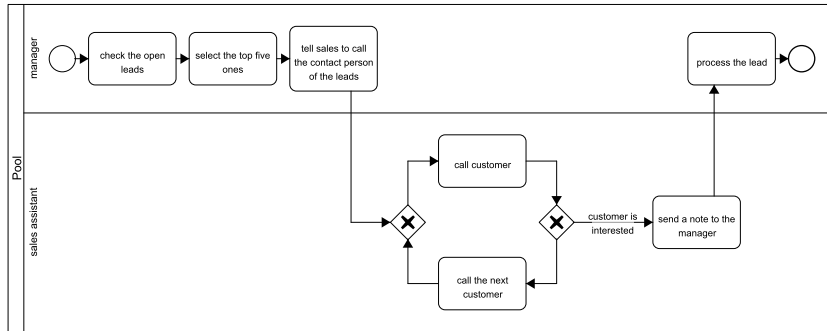 Pool
manager
check the open
leads
select the top five
ones
tell sales to call
the contact person
of the leads
process the lead
sales assistant
call customer
customer is
interested
send a note to the
manager
call the next
customer